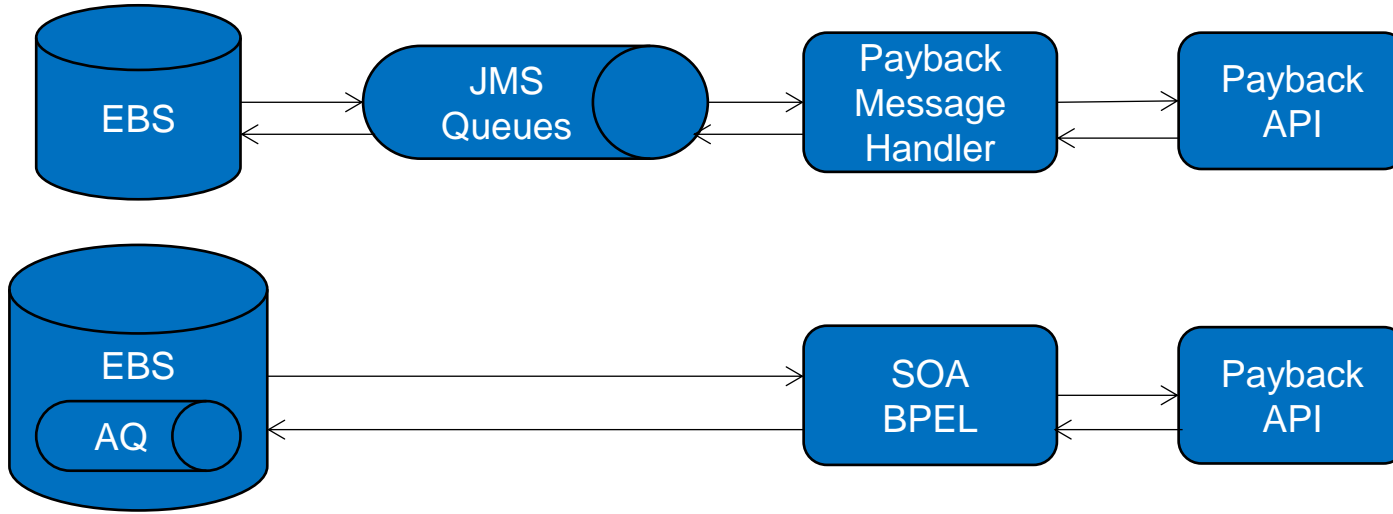 EBS
JMS
Queues
Payback
Message
Handler
Payback
API
EBS
AQ
SOA
BPEL
Payback
API